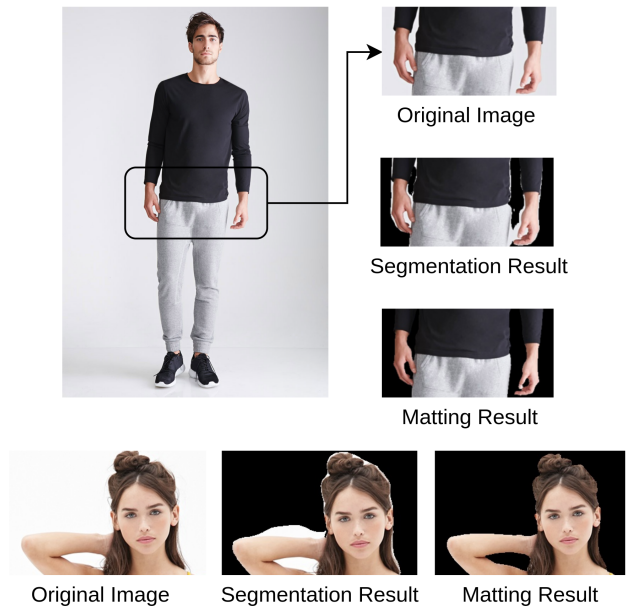 Original Image
Segmentation Result
Matting Result
Original Image
Segmentation Result
Matting Result